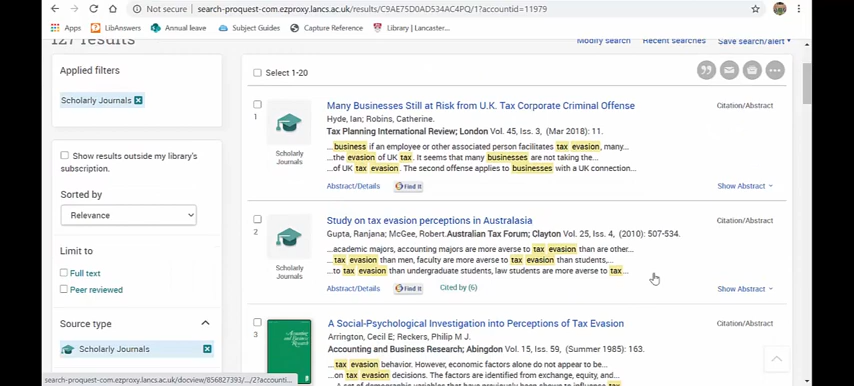 Not secure
search-proquest-com.ezproxy.lancs.ac.uk/results/C9AE75D0AD534AC4PQ/1?accountid=11979
Apps
LibAnswers
Annual leave
Subject Guides
Capture Reference
Library | Lancaster...
127 results
Modify search
Recent searches
Save search/alert
Applied filters
Scholarly Journals
Show results outside my library's
subscription.
Sorted by
Relevance
Limit to
Full text
Peer reviewed
Source type
Scholarly Journals
search-proquest-com.ezproxy.lancs.ac.uk/docview/856827393/.../2?accounti...
Select 1-20
1
Scholarly
Journals
Many Businesses Still at Risk from U.K. Tax Corporate Criminal Offense
Hyde, Ian; Robins, Catherine.
Tax Planning International Review; London Vol. 45, Iss. 3, (Mar 2018): 11.
...business if an employee or other associated person facilitates tax evasion, many...
...the evasion of UK tax. It seems that many businesses are not taking the...
...of UK tax evasion. The second offense applies to businesses with a UK connection...
Abstract/Details
Find It
Citation/Abstract
Show Abstract
2
Scholarly
Journals
Study on tax evasion perceptions in Australasia
Gupta, Ranjana; McGee, Robert.Australian Tax Forum; Clayton Vol. 25, Iss. 4, (2010): 507-534.
...academic majors, accounting majors are more averse to tax evasion than are other...
...tax evasion than men, faculty are more averse to tax evasion than students,...
...to tax evasion than undergraduate students, law students are more averse to tax...
Abstract/Details
Find It
Cited by (6)
Citation/Abstract
Show Abstract
3
A Social-Psychological Investigation into Perceptions of Tax Evasion
Arrington, Cecil E; Reckers, Philip M J.
Accounting and Business Research; Abingdon Vol. 15, Iss. 59, (Summer 1985): 163.
...tax evasion behavior. However, economic factors alone do not appear to be...
...on tax evasion decisions. The factors are identified from exchange, equity, and...
Citation/Abstract